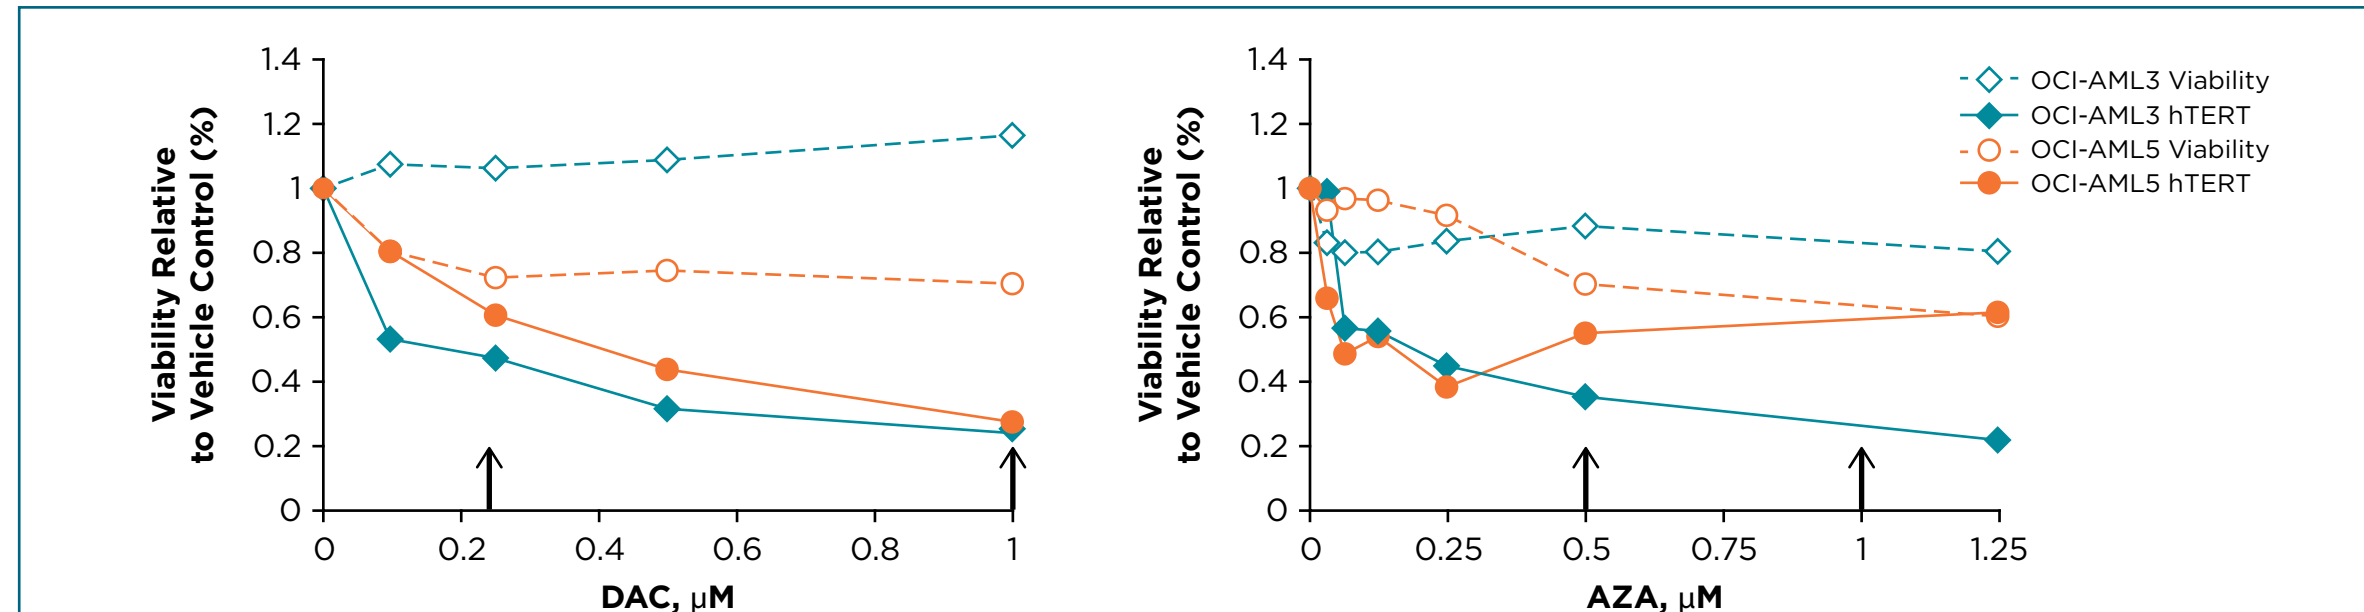 Viability Relative
to Vehicle Control (%)
1.4
1.2
1
0.8
0.6
0.4
0.2
0
0 0.2 0.4 0.6 0.8 1
DAC, μM
Viability Relative
to Vehicle Control (%)
1.4
1.2
1
0.8
0.6
0.4
0.2
0
0 0.25 0.5 0.75 1 1.25
AZA, μM
OCI-AML3 Viability
OCI-AML3 hTERT
OCI-AML5 Viability
OCI-AML5 hTERT